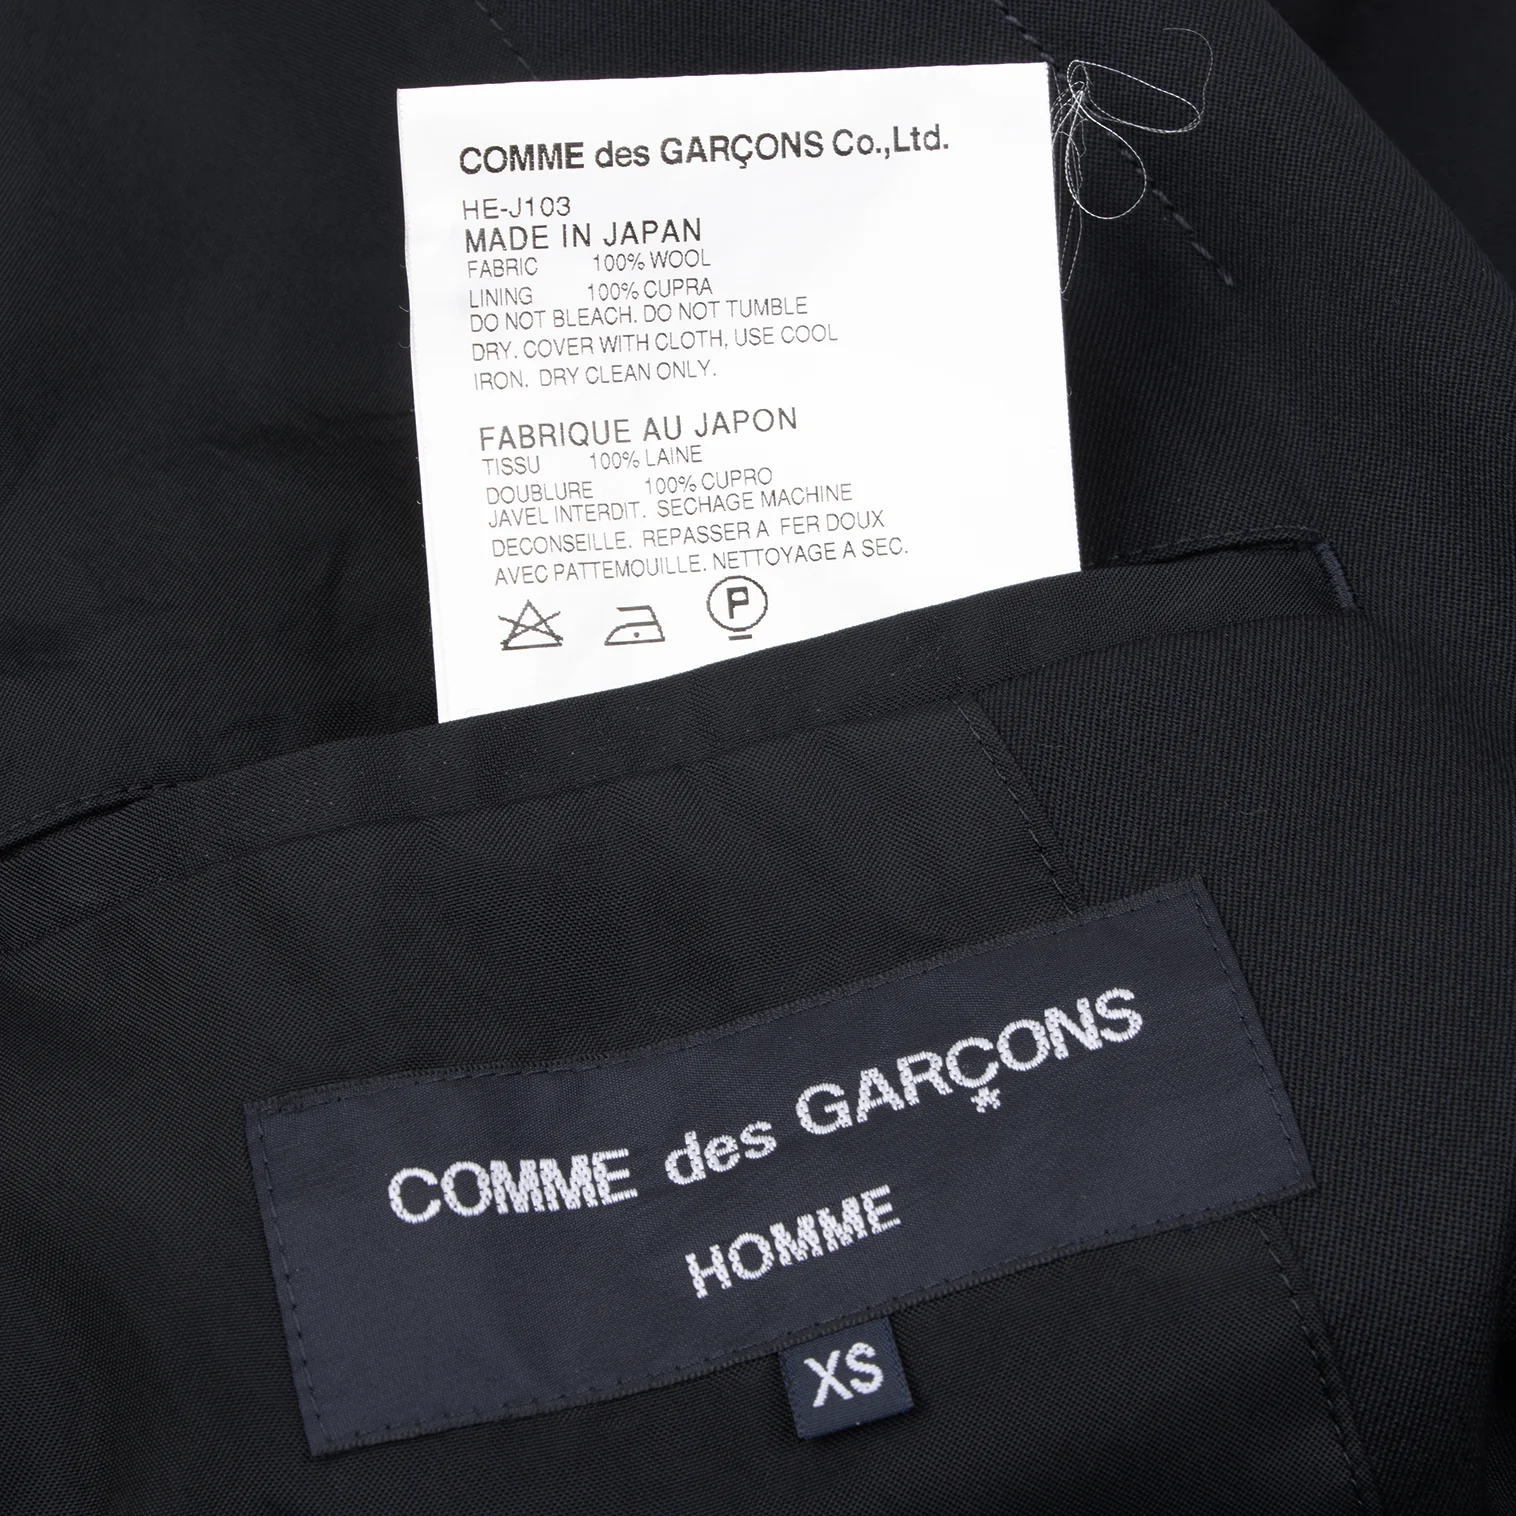 COMME des GARÇONS Co.,Ltd.
HE-J103
MADE IN JAPAN
FABRIC 100% WOOL
LINING 100% CUPRA
DO NOT BLEACH. DO NOT TUMBLE
DRY. COVER WITH CLOTH, USE COOL
IRON. DRY CLEAN ONLY.
FABRIQUE AU JAPON
TISSU 100% LAINE
DOUBLURE 100% CUPRO
JAVEL INTERDIT. SECHAGE MACHINE
DECONSEILLE. REPASSER A FER DOUX
AVEC PATTEMOUILLE. NETTOYAGE A SEC.
P
COMME des GARÇONS
HOMME
XS